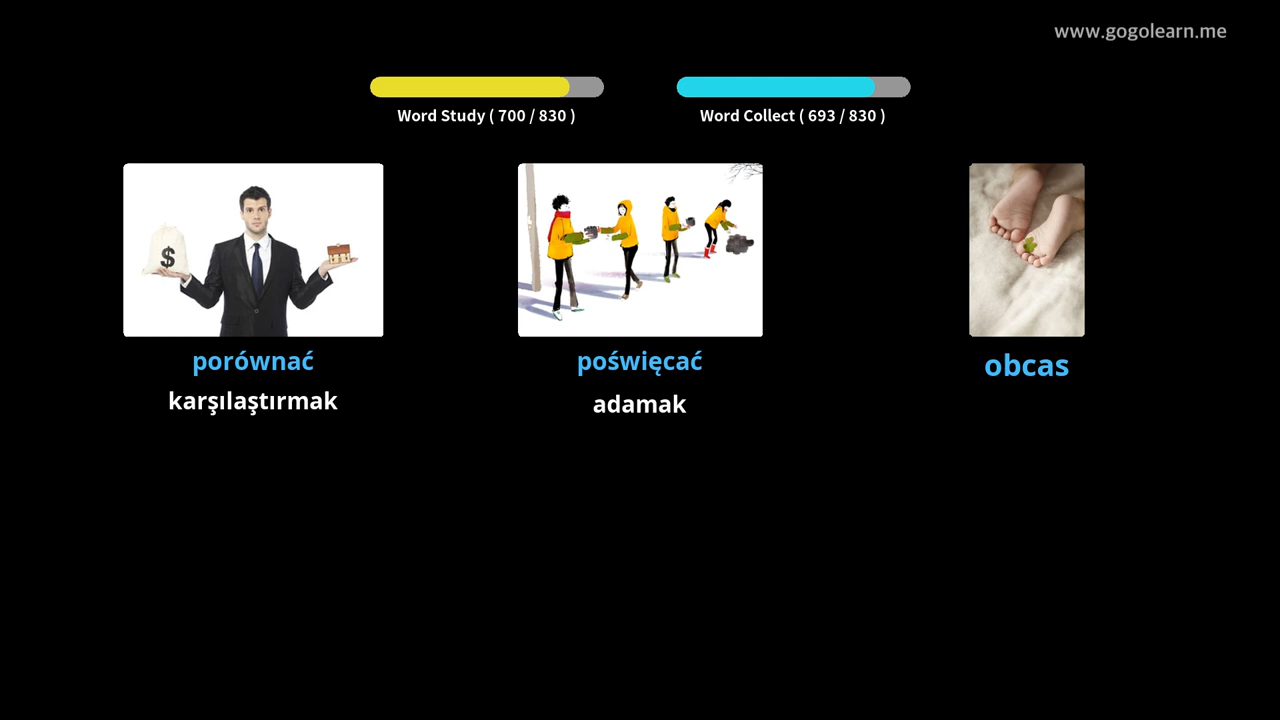 www.gogolearn.me
Word Study ( 700 / 830 )
Word Collect ( 693 / 830 )
$
porównać
poświęcać
obcas
karşılaştırmak
adamak